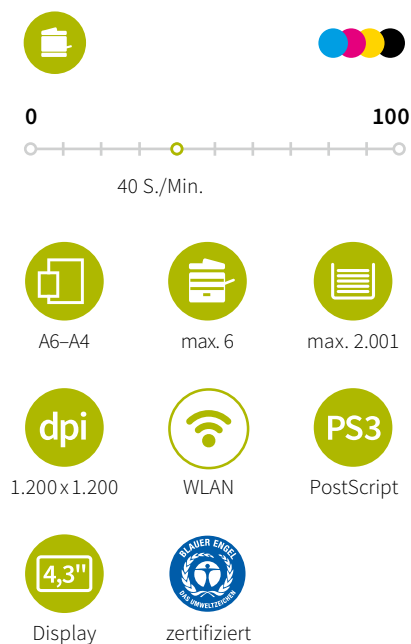 0 100
40 S./Min.
A6–A4 max. 6 max. 2.001
dpi PS3
1.200 x 1.200 WLAN PostScript
4,3" BLAUER ENGEL
DAS UMWELTZEICHEN
Display zertifiziert